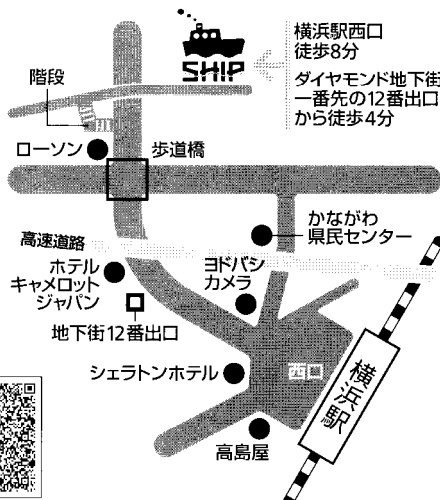 SHIP
横浜駅西口
徒歩8分
ダイヤモンド地下街
一番先の12番出口
から徒歩4分
階段
ローソン
歩道橋
かながわ
県民センター
高速道路
ホテル
キャメロット
ジャパン
ヨドバシ
カメラ
地下街12番出口
シェラトンホテル
西口
横浜駅
高島屋